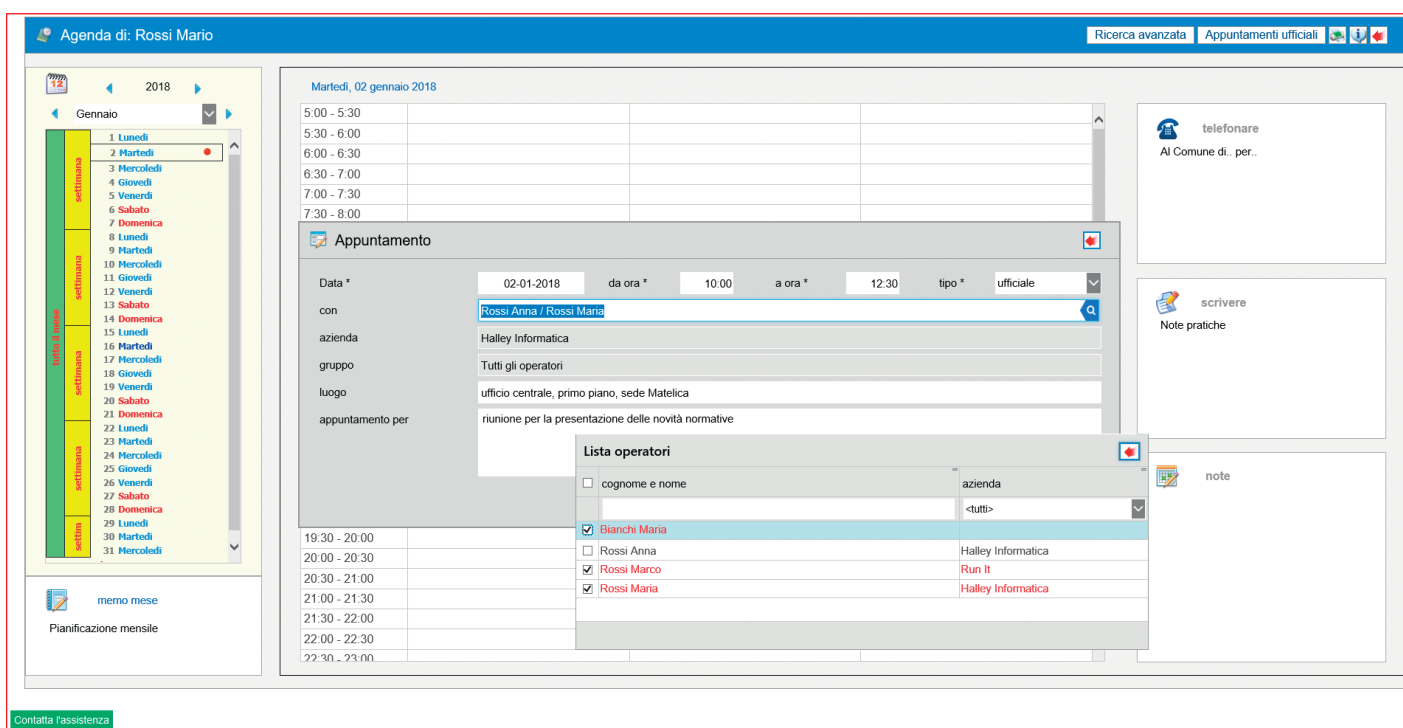 Agenda di: Rossi Mario
Ricerca avanzata
Appuntamenti ufficiali
12
2018
Gennaio
tutto il mese
settimana
settimana
settimana
settimana
settim
1 Lunedì
2 Martedì
3 Mercoledì
4 Giovedì
5 Venerdì
6 Sabato
7 Domenica
8 Lunedì
9 Martedì
10 Mercoledì
11 Giovedì
12 Venerdì
13 Sabato
14 Domenica
15 Lunedì
16 Martedì
17 Mercoledì
18 Giovedì
19 Venerdì
20 Sabato
21 Domenica
22 Lunedì
23 Martedì
24 Mercoledì
25 Giovedì
26 Venerdì
27 Sabato
28 Domenica
29 Lunedì
30 Martedì
31 Mercoledì
memo mese
Pianificazione mensile
Martedì, 02 gennaio 2018
5:00 - 5:30
5:30 - 6:00
6:00 - 6:30
6:30 - 7:00
7:00 - 7:30
7:30 - 8:00
Appuntamento
Data * 02-01-2018 da ora * 10:00 a ora * 12:30 tipo * ufficiale
con Rossi Anna / Rossi Maria
azienda Halley Informatica
gruppo Tutti gli operatori
luogo ufficio centrale, primo piano, sede Matelica
appuntamento per riunione per la presentazione delle novità normative
Lista operatori
cognome e nome azienda
<tutti>
Bianchi Maria
Rossi Anna Halley Informatica
Rossi Marco Run It
Rossi Maria Halley Informatica
19:30 - 20:00
20:00 - 20:30
20:30 - 21:00
21:00 - 21:30
21:30 - 22:00
22:00 - 22:30
22:30 - 23:00
telefonare
Al Comune di.. per..
scrivere
Note pratiche
note
Contatta l'assistenza